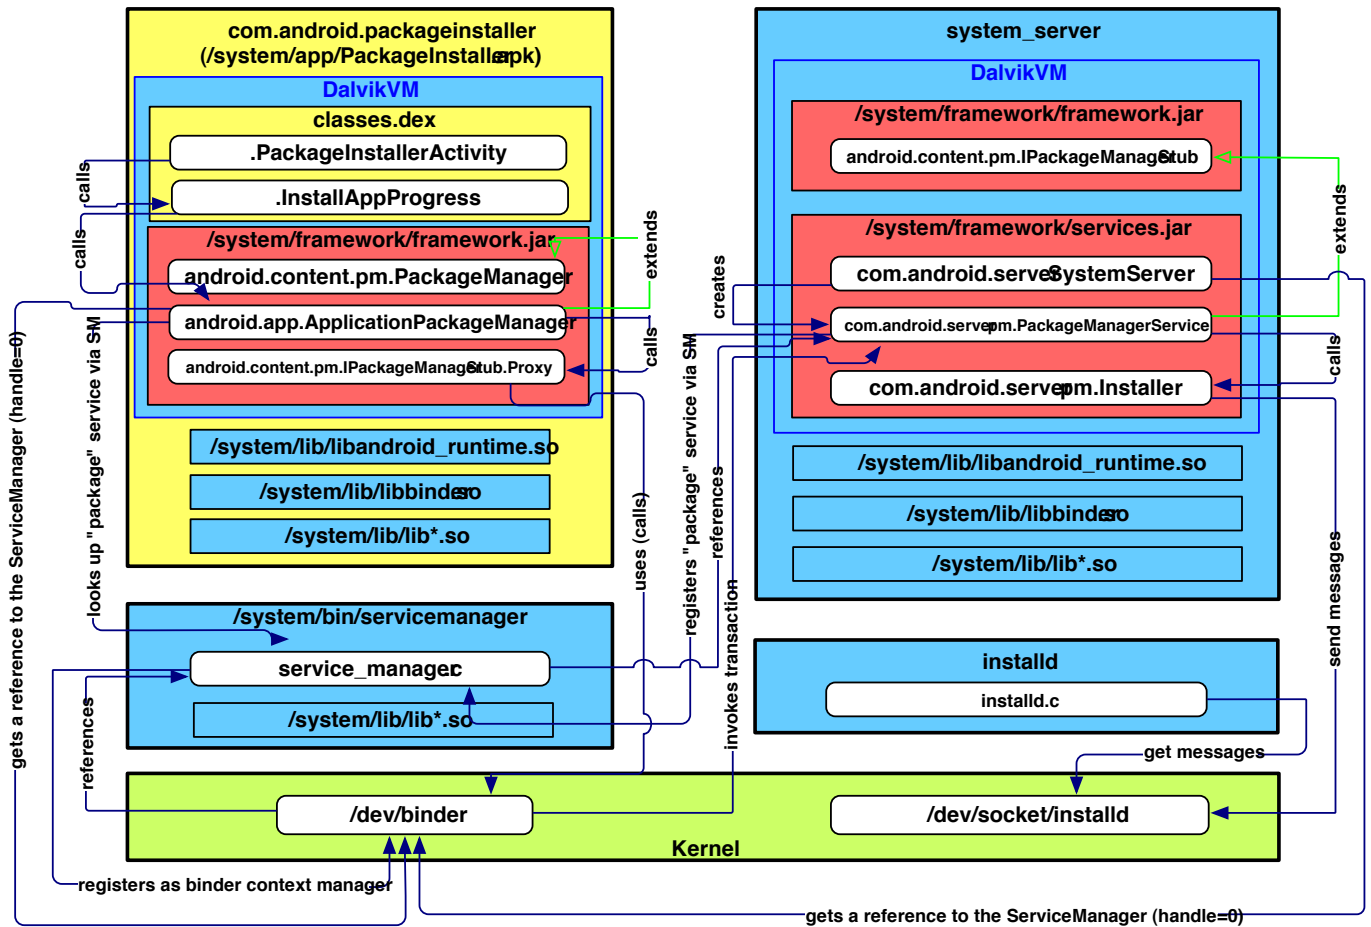 com.android.packageinstaller
(/system/app/PackageInstaller.apk)
DalvikVM
classes.dex
.PackageInstallerActivity
.InstallAppProgress
/system/framework/framework.jar
android.content.pm.PackageManager
android.app.ApplicationPackageManager
android.content.pm.IPackageManager.Stub.Proxy
/system/lib/libandroid_runtime.so
/system/lib/libbinder.so
/system/lib/lib*.so
calls
calls
extends
calls
looks up "package" service via SM
gets a reference to the ServiceManager (handle=0)
uses (calls)
system_server
DalvikVM
/system/framework/framework.jar
android.content.pm.IPackageManager.Stub
/system/framework/services.jar
com.android.server.SystemServer
com.android.server.pm.PackageManagerService
com.android.server.pm.Installer
/system/lib/libandroid_runtime.so
/system/lib/libbinder.so
/system/lib/lib*.so
creates
extends
calls
registers "package" service via SM
references
invokes transaction
send messages
/system/bin/servicemanager
service_manager.c
/system/lib/lib*.so
references
installd
installd.c
get messages
/dev/binder
/dev/socket/installd
Kernel
registers as binder context manager
gets a reference to the ServiceManager (handle=0)